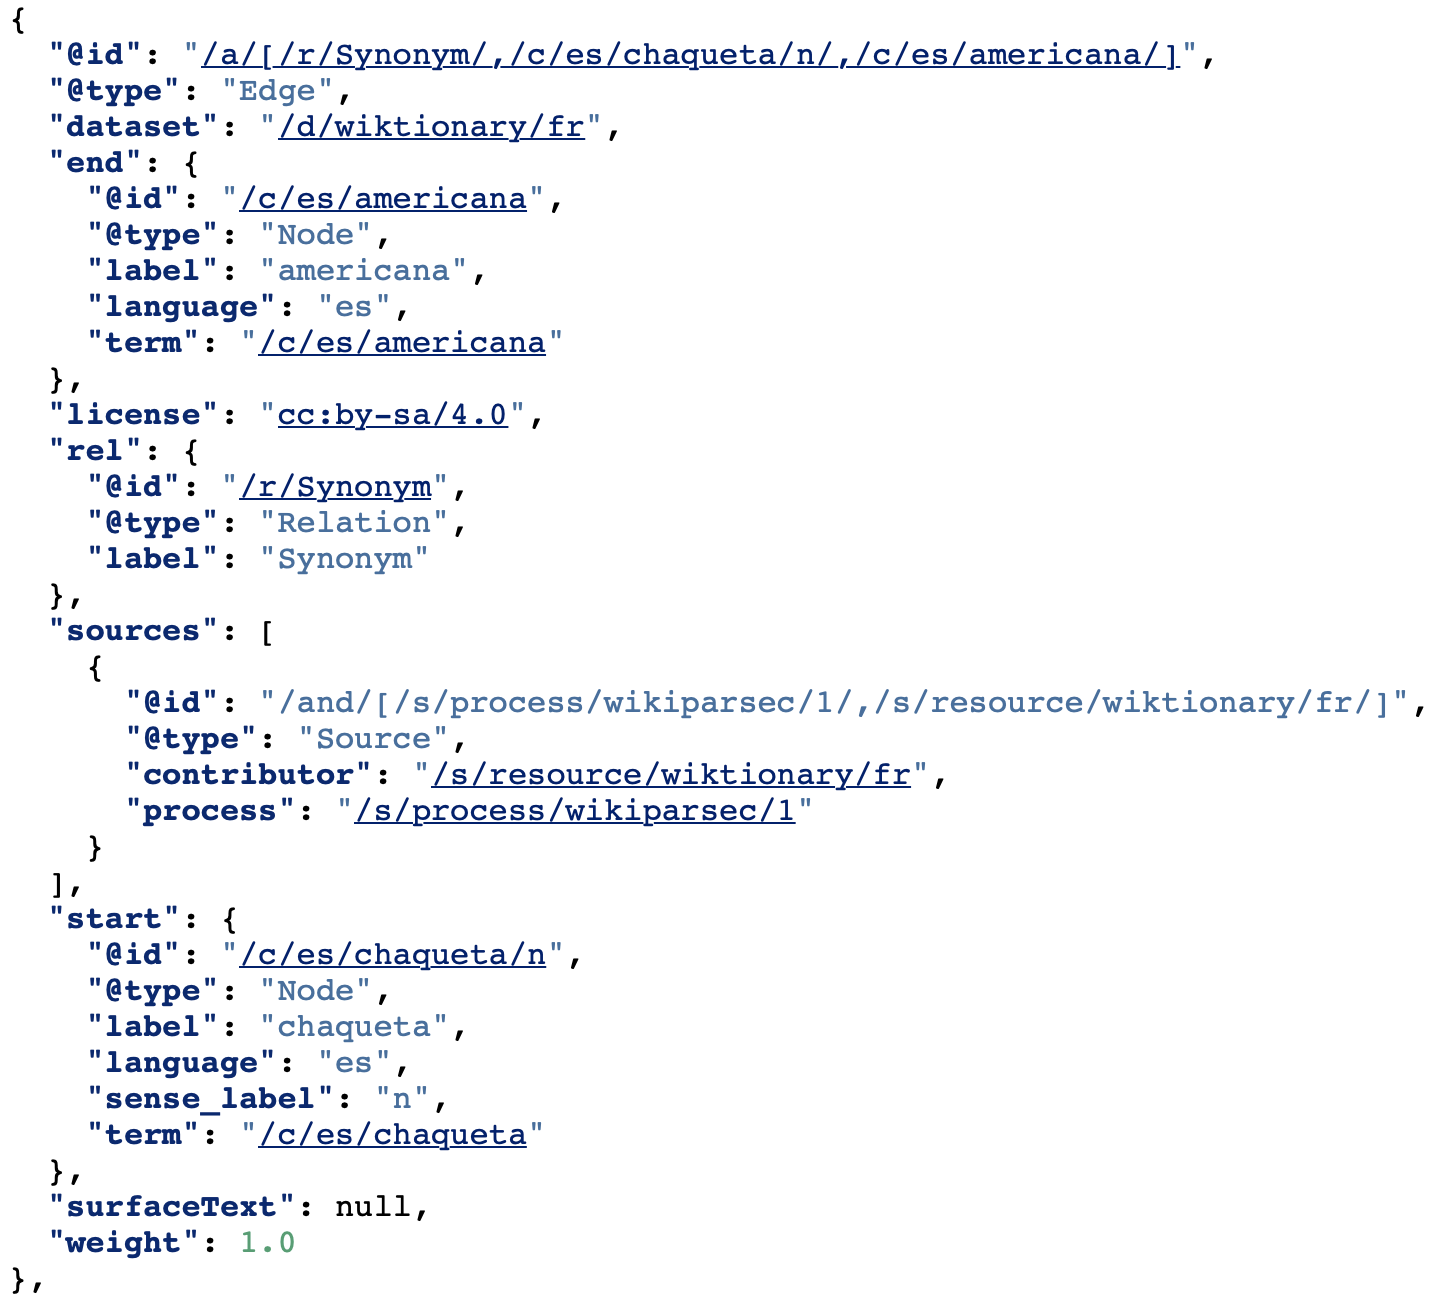 {
"@id": "/a/[/r/Synonym/,/c/es/chaqueta/n/,/c/es/americana/]",
"@type": "Edge",
"dataset": "/d/wiktionary/fr",
"end": {
"@id": "/c/es/americana",
"@type": "Node",
"label": "americana",
"language": "es",
"term": "/c/es/americana"
},
"license": "cc:by-sa/4.0",
"rel": {
"@id": "/r/Synonym",
"@type": "Relation",
"label": "Synonym"
},
"sources": [
{
"@id": "/and/[/s/process/wikiparsec/1/,/s/resource/wiktionary/fr/]",
"@type": "Source",
"contributor": "/s/resource/wiktionary/fr",
"process": "/s/process/wikiparsec/1"
}
],
"start": {
"@id": "/c/es/chaqueta/n",
"@type": "Node",
"label": "chaqueta",
"language": "es",
"sense_label": "n",
"term": "/c/es/chaqueta"
},
"surfaceText": null,
"weight": 1.0
},